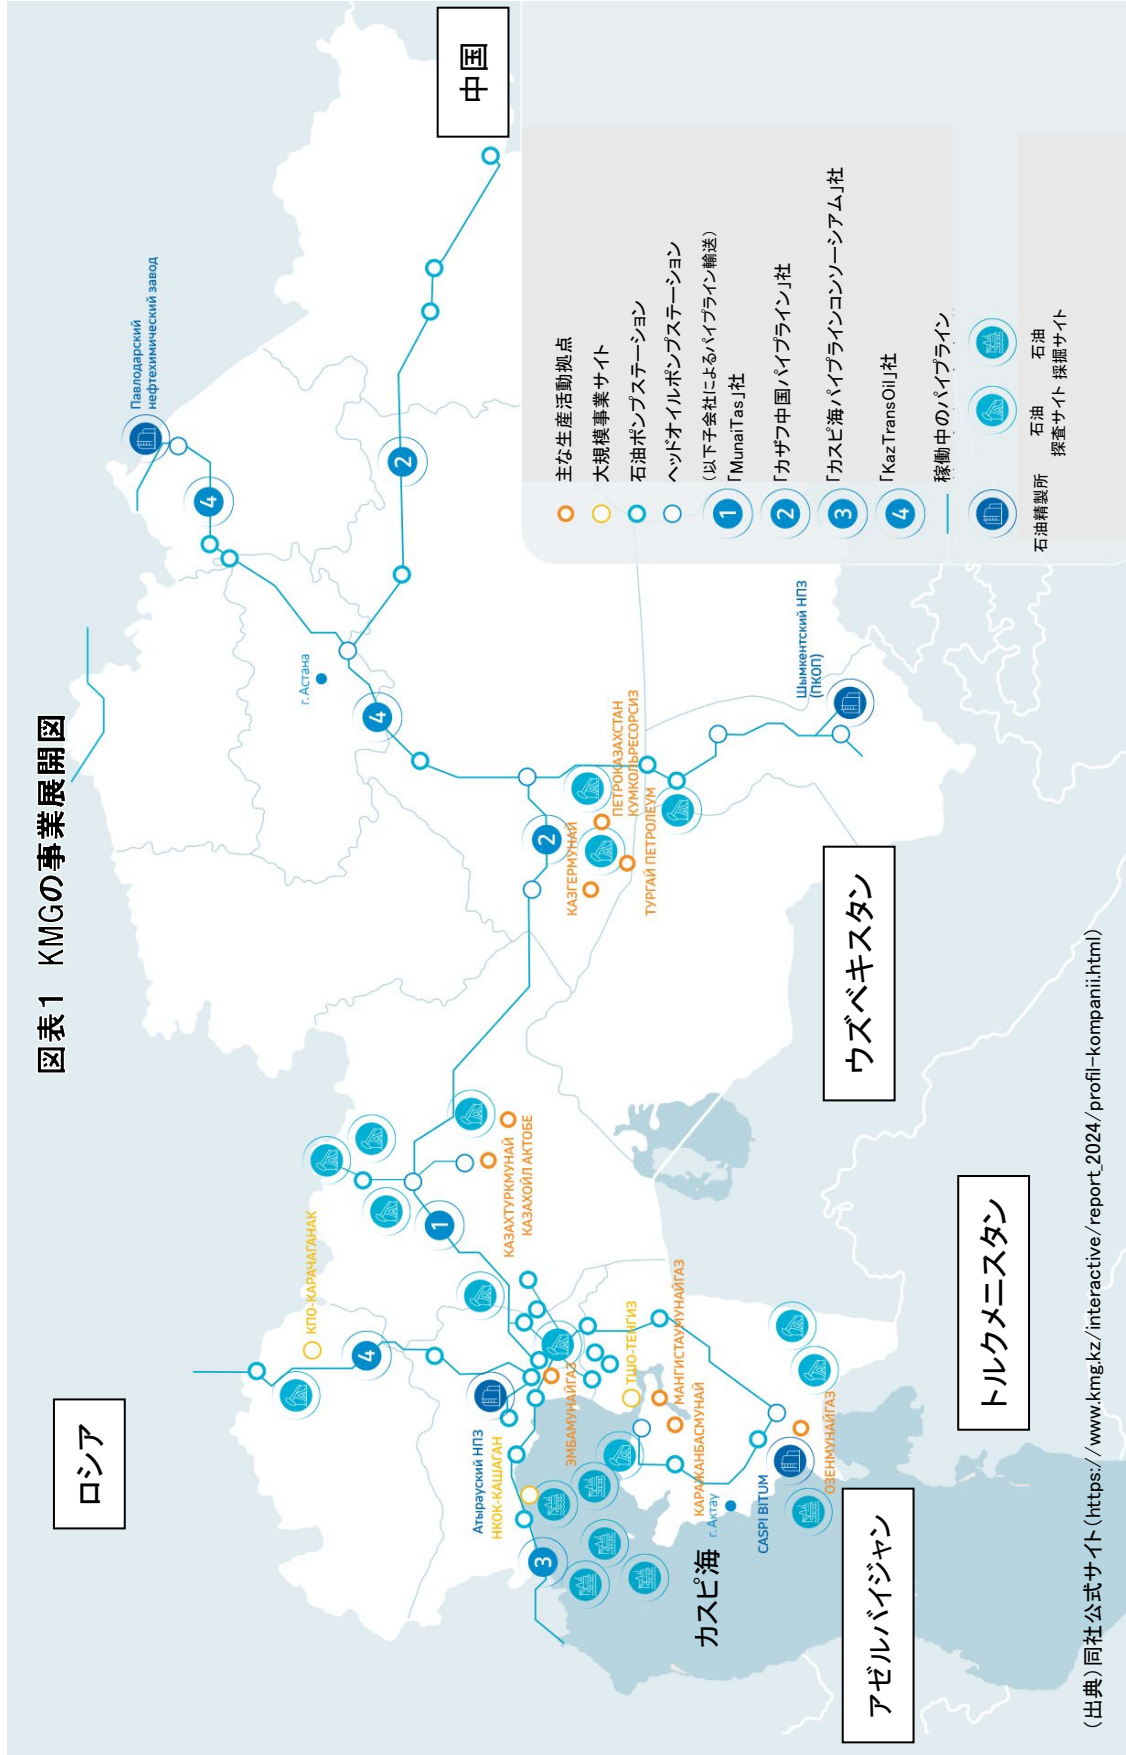 図表1 KMGの事業展開図
ロシア
中国
Павлодарский
нефтехимический завод
г.Астана
КПО-КАРАЧАГАНАК
КАЗАХТУРКМУНАЙ
КАЗАХОЙЛ АКТОБЕ
Атырауский НПЗ
НКОК-КАШАГАН
ЭМБАМУНАЙГАЗ
ТШО-ТЕНГИЗ
МАНГИСТАУМУНАЙГАЗ
КАРАЖАНБАСМУНАЙ
г.Актау
CASPI BITUM
ОЗЕНМУНАЙГАЗ
КАЗГЕРМУНАЙ
ПЕТРОКАЗАХСТАН
КУМКОЛЬРЕСОРСИЗ
ТУРГАЙ ПЕТРОЛЕУМ
Шымкентский НПЗ
(ПКОП)
4
2
4
2
1
4
3
カスピ海
アゼルバイジャン
トルクメニスタン
ウズベキスタン
主な生産活動拠点
大規模事業サイト
石油ポンプステーション
ヘッドオイルポンプステーション
(以下子会社によるパイプライン輸送)
1 「MunaiTas」社
2 「カザフ中国パイプライン」社
3 「カスピ海パイプラインコンソーシアム」社
4 「KazTransOil」社
稼働中のパイプライン
石油精製所
石油
探査サイト
石油
採掘サイト
(出典)同社公式サイト(https://www.kmg.kz/interactive/report_2024/profil-kompanii.html)